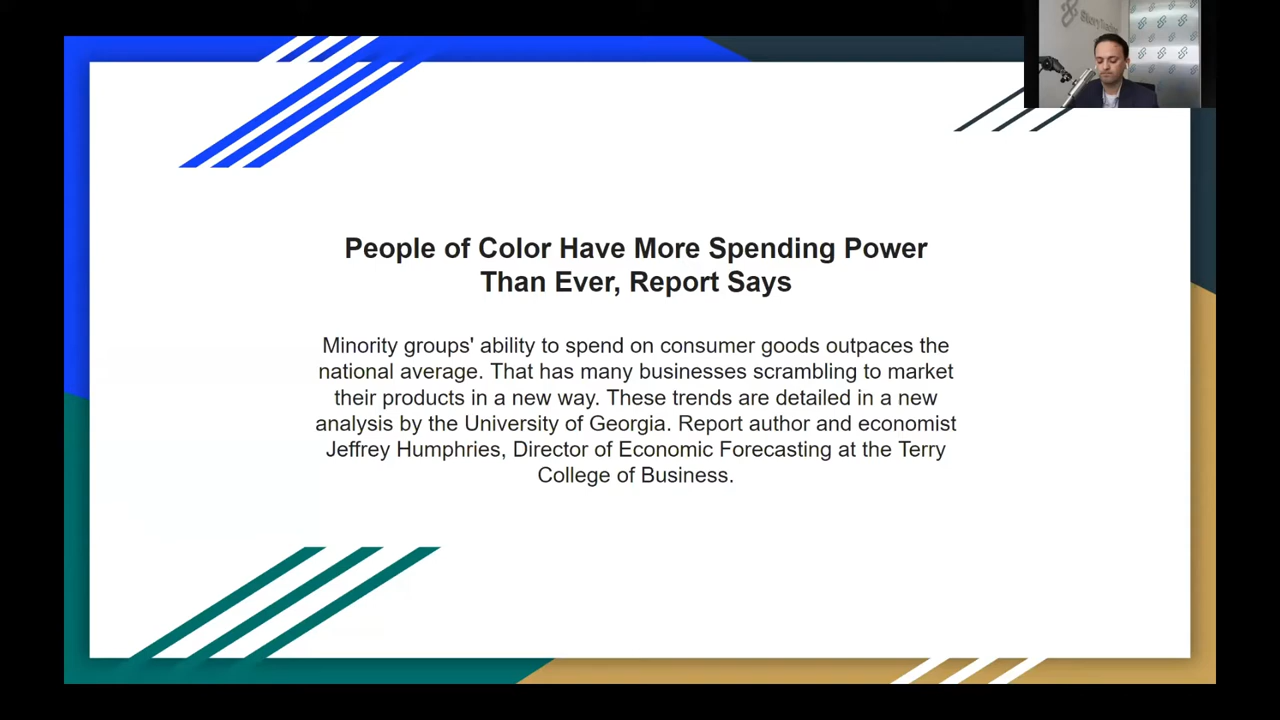 People of Color Have More Spending Power
Than Ever, Report Says
Minority groups' ability to spend on consumer goods outpaces the
national average. That has many businesses scrambling to market
their products in a new way. These trends are detailed in a new
analysis by the University of Georgia. Report author and economist
Jeffrey Humphries, Director of Economic Forecasting at the Terry
College of Business.